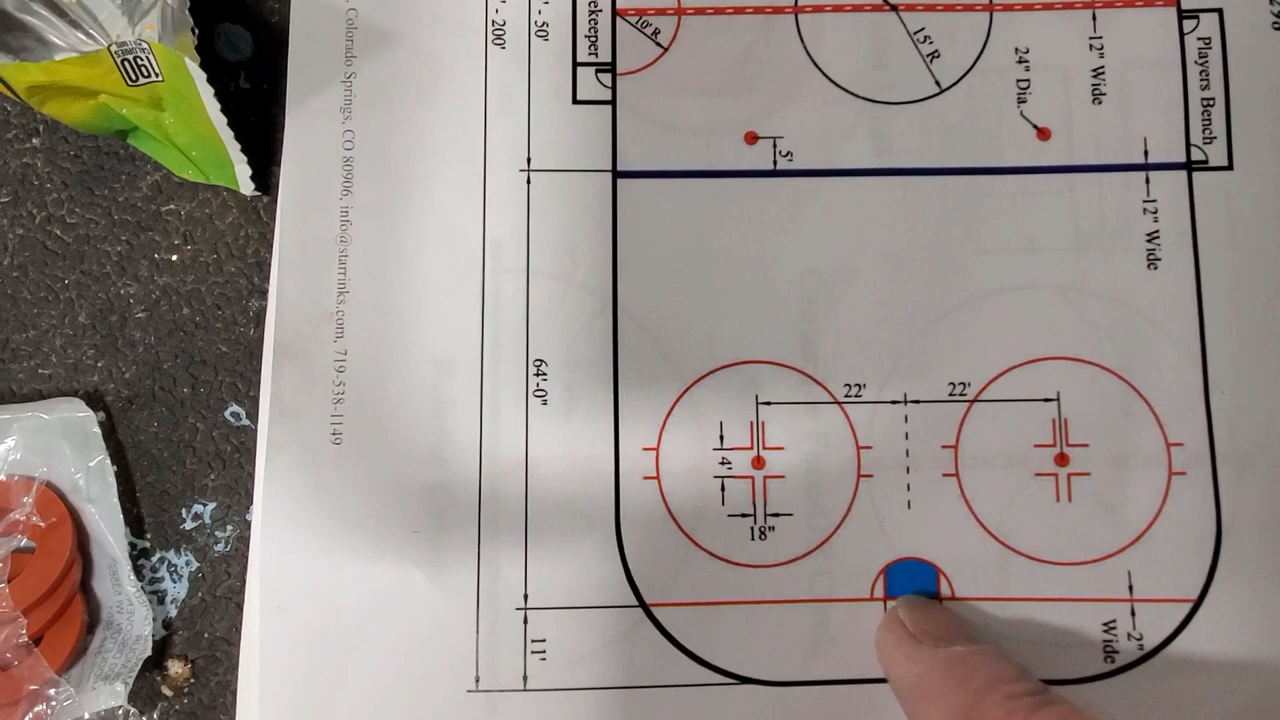 Players Bench
12" Wide
24" Dia.
15' R
10' R
5'
12" Wide
22'
22'
4'
18"
2"
Wide
50'
200'
64'-0"
11'
Colorado Springs, CO 80906, info@starrinks.com, 719-538-1149
190
CALORIES